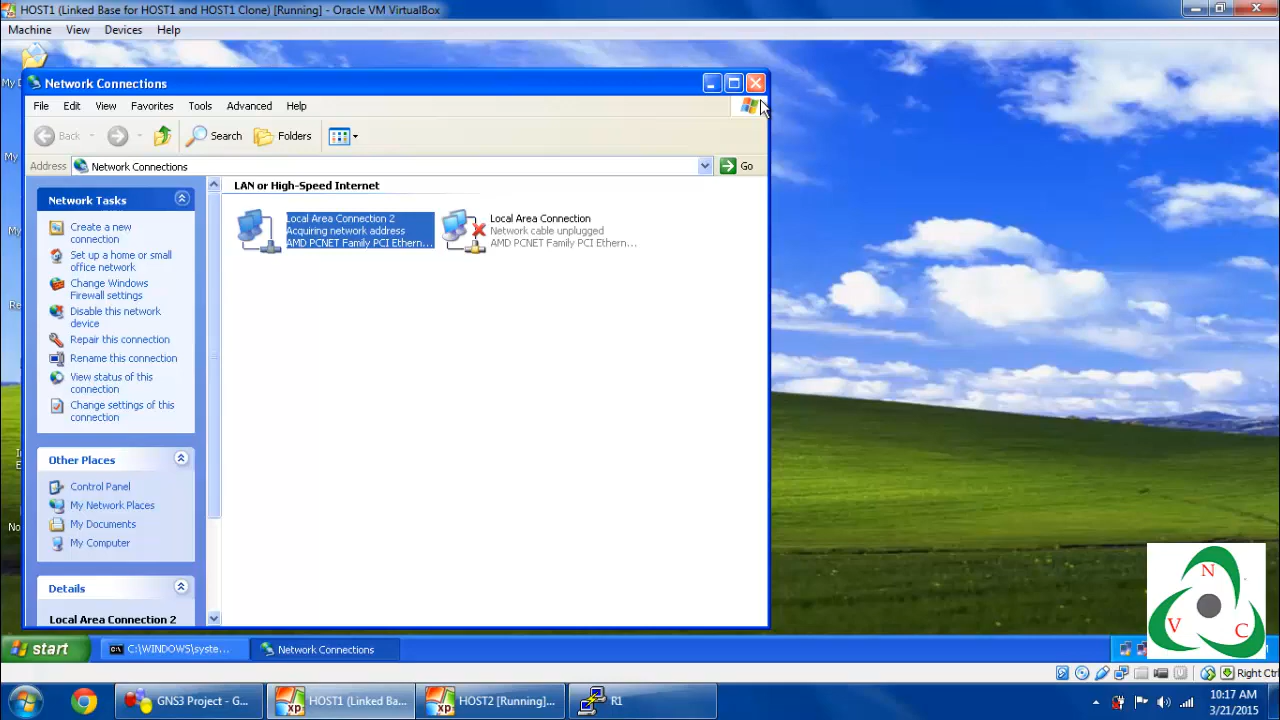 HOST1 (Linked Base for HOST1 and HOST1 Clone) [Running] - Oracle VM VirtualBox
Machine View Devices Help
Network Connections
File Edit View Favorites Tools Advanced Help
Back Search Folders
Address Network Connections Go
Network Tasks
Create a new
connection
Set up a home or small
office network
Change Windows
Firewall settings
Disable this network
device
Repair this connection
Rename this connection
View status of this
connection
Change settings of this
connection
Other Places
Control Panel
My Network Places
My Documents
My Computer
Details
Local Area Connection 2
LAN or High-Speed Internet
Local Area Connection 2
Acquiring network address
AMD PCNET Family PCI Ethern...
Local Area Connection
Network cable unplugged
AMD PCNET Family PCI Ethern...
N
V C
start C:\WINDOWS\syste... Network Connections
Right Ctrl
GNS3 Project - G... HOST1 (Linked Ba... HOST2 [Running]... R1
10:17 AM
3/21/2015